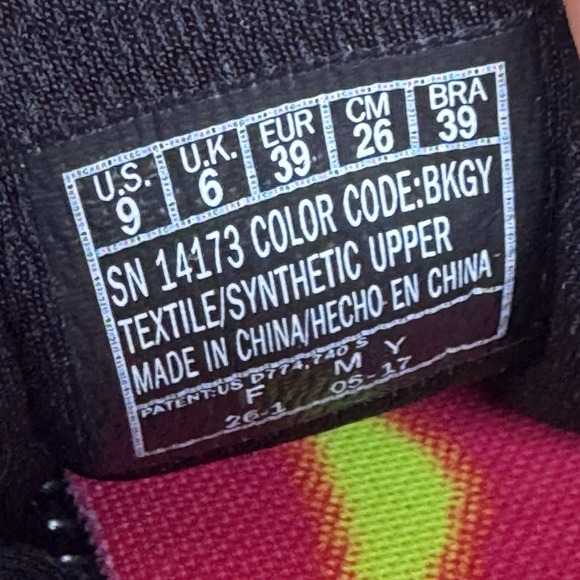 U.S. U.K. EUR CM BRA
9 6 39 26 39
SN 14173 COLOR CODE:BKGY
TEXTILE/SYNTHETIC UPPER
MADE IN CHINA/HECHO EN CHINA
PATENT:US D774,740 S
F M Y
26-1 05-17